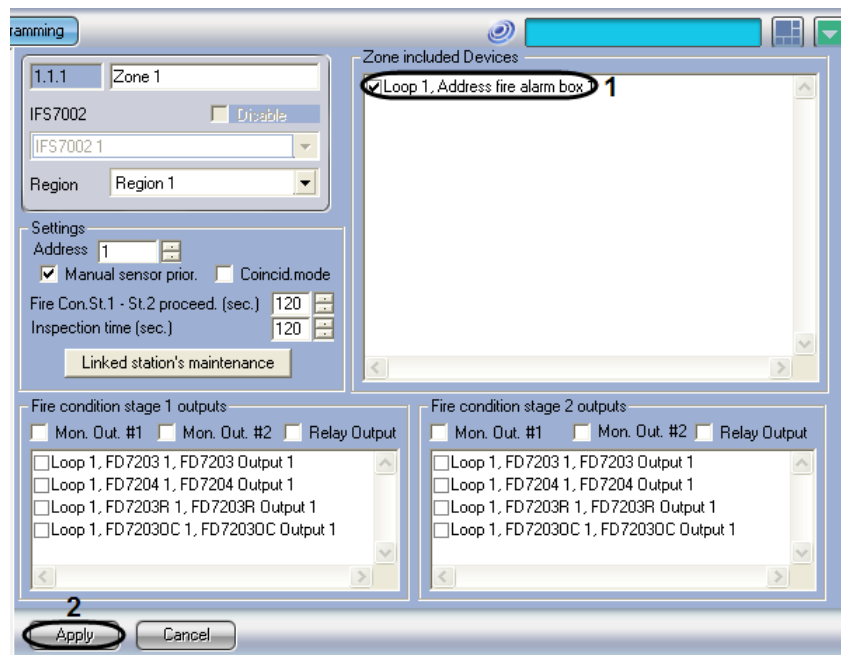 ramming
1.1.1 Zone 1
IFS7002 Disable
IFS7002 1
Region Region 1
Settings
Address 1
Manual sensor prior. Coincid.mode
Fire Con.St.1 - St.2 proceed. (sec.) 120
Inspection time (sec.) 120
Linked station's maintenance
Zone included Devices
Loop 1, Address fire alarm box 1
1
Fire condition stage 1 outputs
Mon. Out. #1 Mon. Out. #2 Relay Output
Loop 1, FD7203 1, FD7203 Output 1
Loop 1, FD7204 1, FD7204 Output 1
Loop 1, FD7203R 1, FD7203R Output 1
Loop 1, FD7203OC 1, FD7203OC Output 1
Fire condition stage 2 outputs
Mon. Out. #1 Mon. Out. #2 Relay Output
Loop 1, FD7203 1, FD7203 Output 1
Loop 1, FD7204 1, FD7204 Output 1
Loop 1, FD7203R 1, FD7203R Output 1
Loop 1, FD7203OC 1, FD7203OC Output 1
2
Apply Cancel